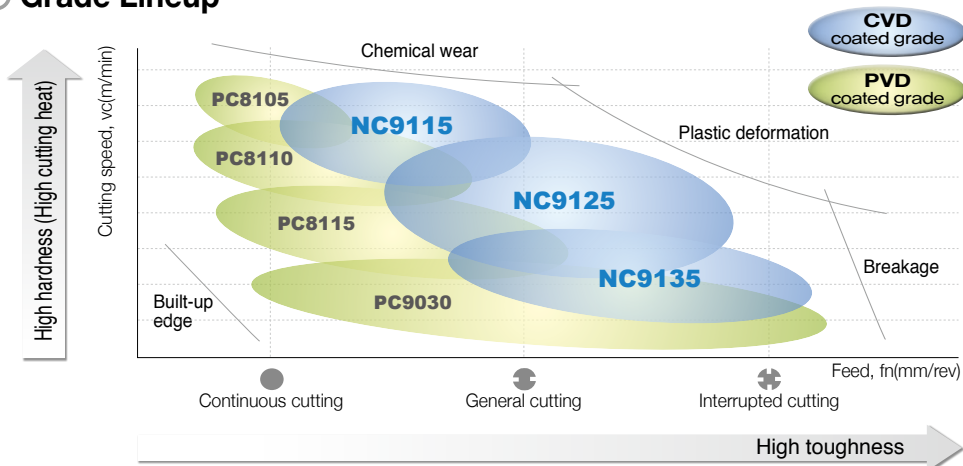 Grade Lineup
CVD
coated grade
PVD
coated grade
High hardness (High cutting heat)
Cutting speed, vc(m/min)
Chemical wear
Plastic deformation
Breakage
Built-up
edge
PC8105
NC9115
PC8110
NC9125
PC8115
NC9135
PC9030
Feed, fn(mm/rev)
Continuous cutting
General cutting
Interrupted cutting
High toughness